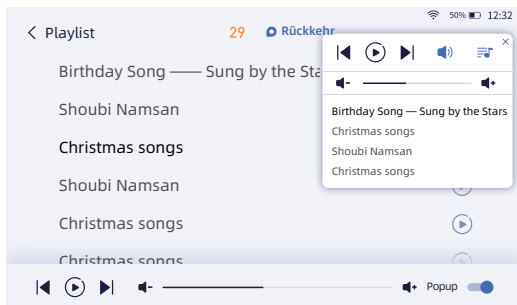 50% 12:32
Playlist 29 Rückkehr
Birthday Song —— Sung by the Sta
Shoubi Namsan
Christmas songs
Shoubi Namsan
Christmas songs
Christmas songs
Birthday Song — Sung by the Stars
Christmas songs
Shoubi Namsan
Christmas songs
Popup